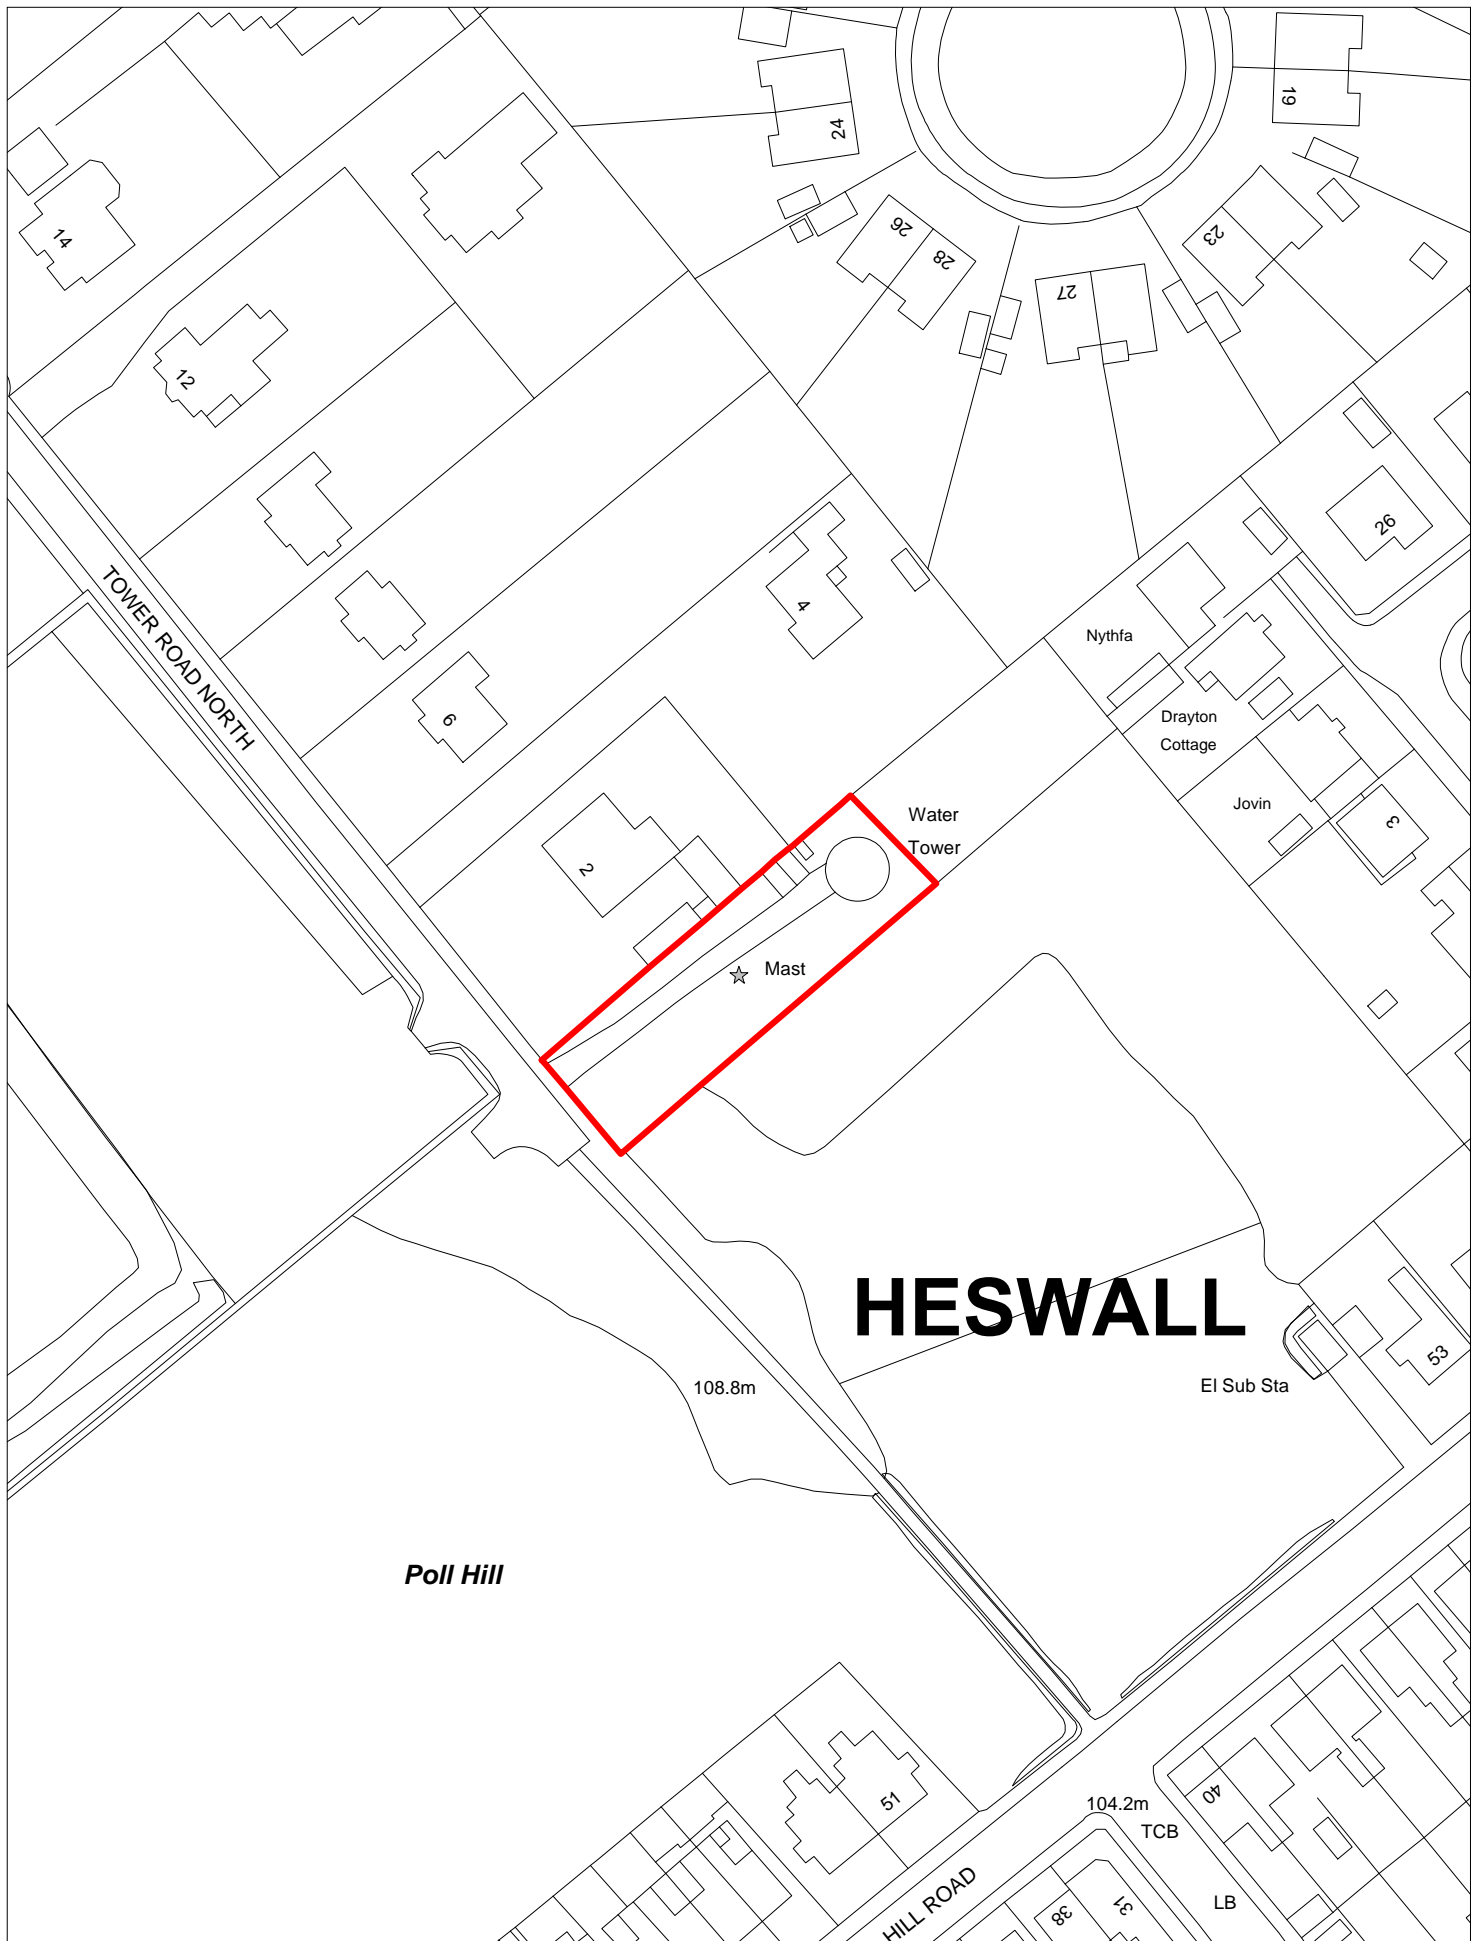 19
24
14
26
23
28
27
12
26
TOWER ROAD NORTH
4
Nythfa
6
Drayton
Cottage
Jovin
Water
3
Tower
2
Mast
HESWALL
53
El Sub Sta
108.8m
Poll Hill
51
40
104.2m
TCB
HILL ROAD
LB
38
31